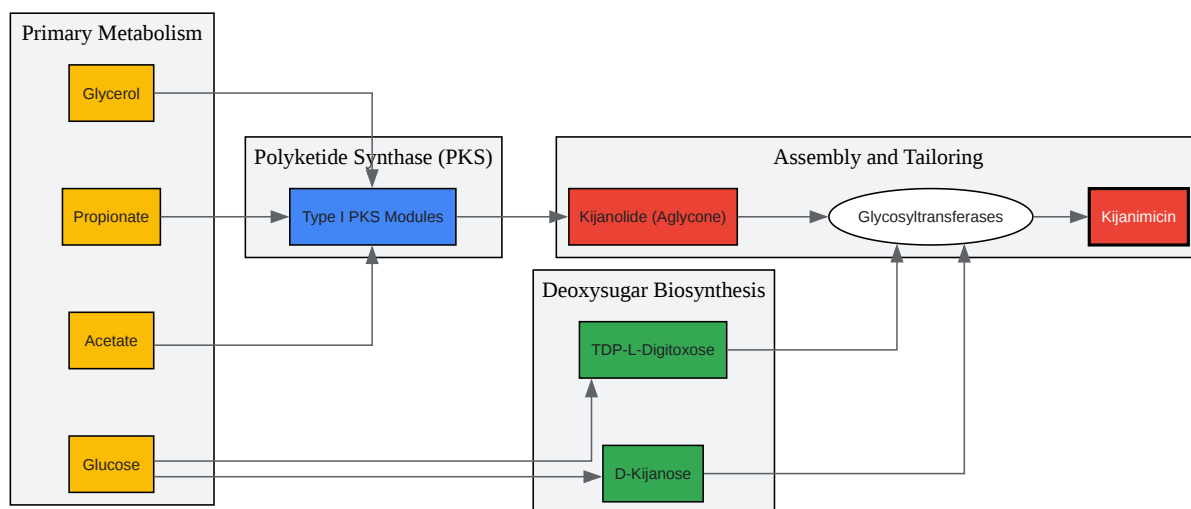 Primary Metabolism
Glycerol
Propionate
Acetate
Glucose
Polyketide Synthase (PKS)
Type I PKS Modules
Assembly and Tailoring
Kijanolide (Aglycone)
Glycosyltransferases
Kijanimicin
Deoxysugar Biosynthesis
TDP-L-Digitoxose
D-Kijanose